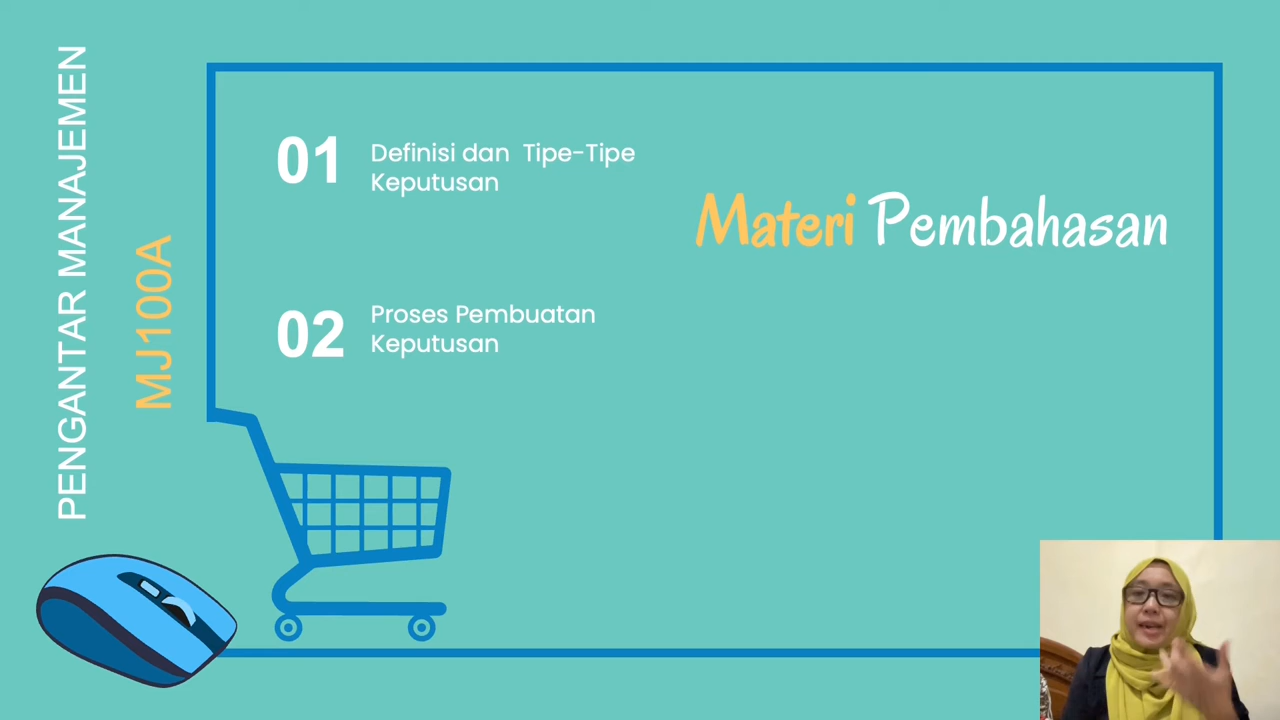 PENGANTAR MANAJEMEN
MJ100A
01
Definisi dan Tipe-Tipe
Keputusan
Materi Pembahasan
02
Proses Pembuatan
Keputusan